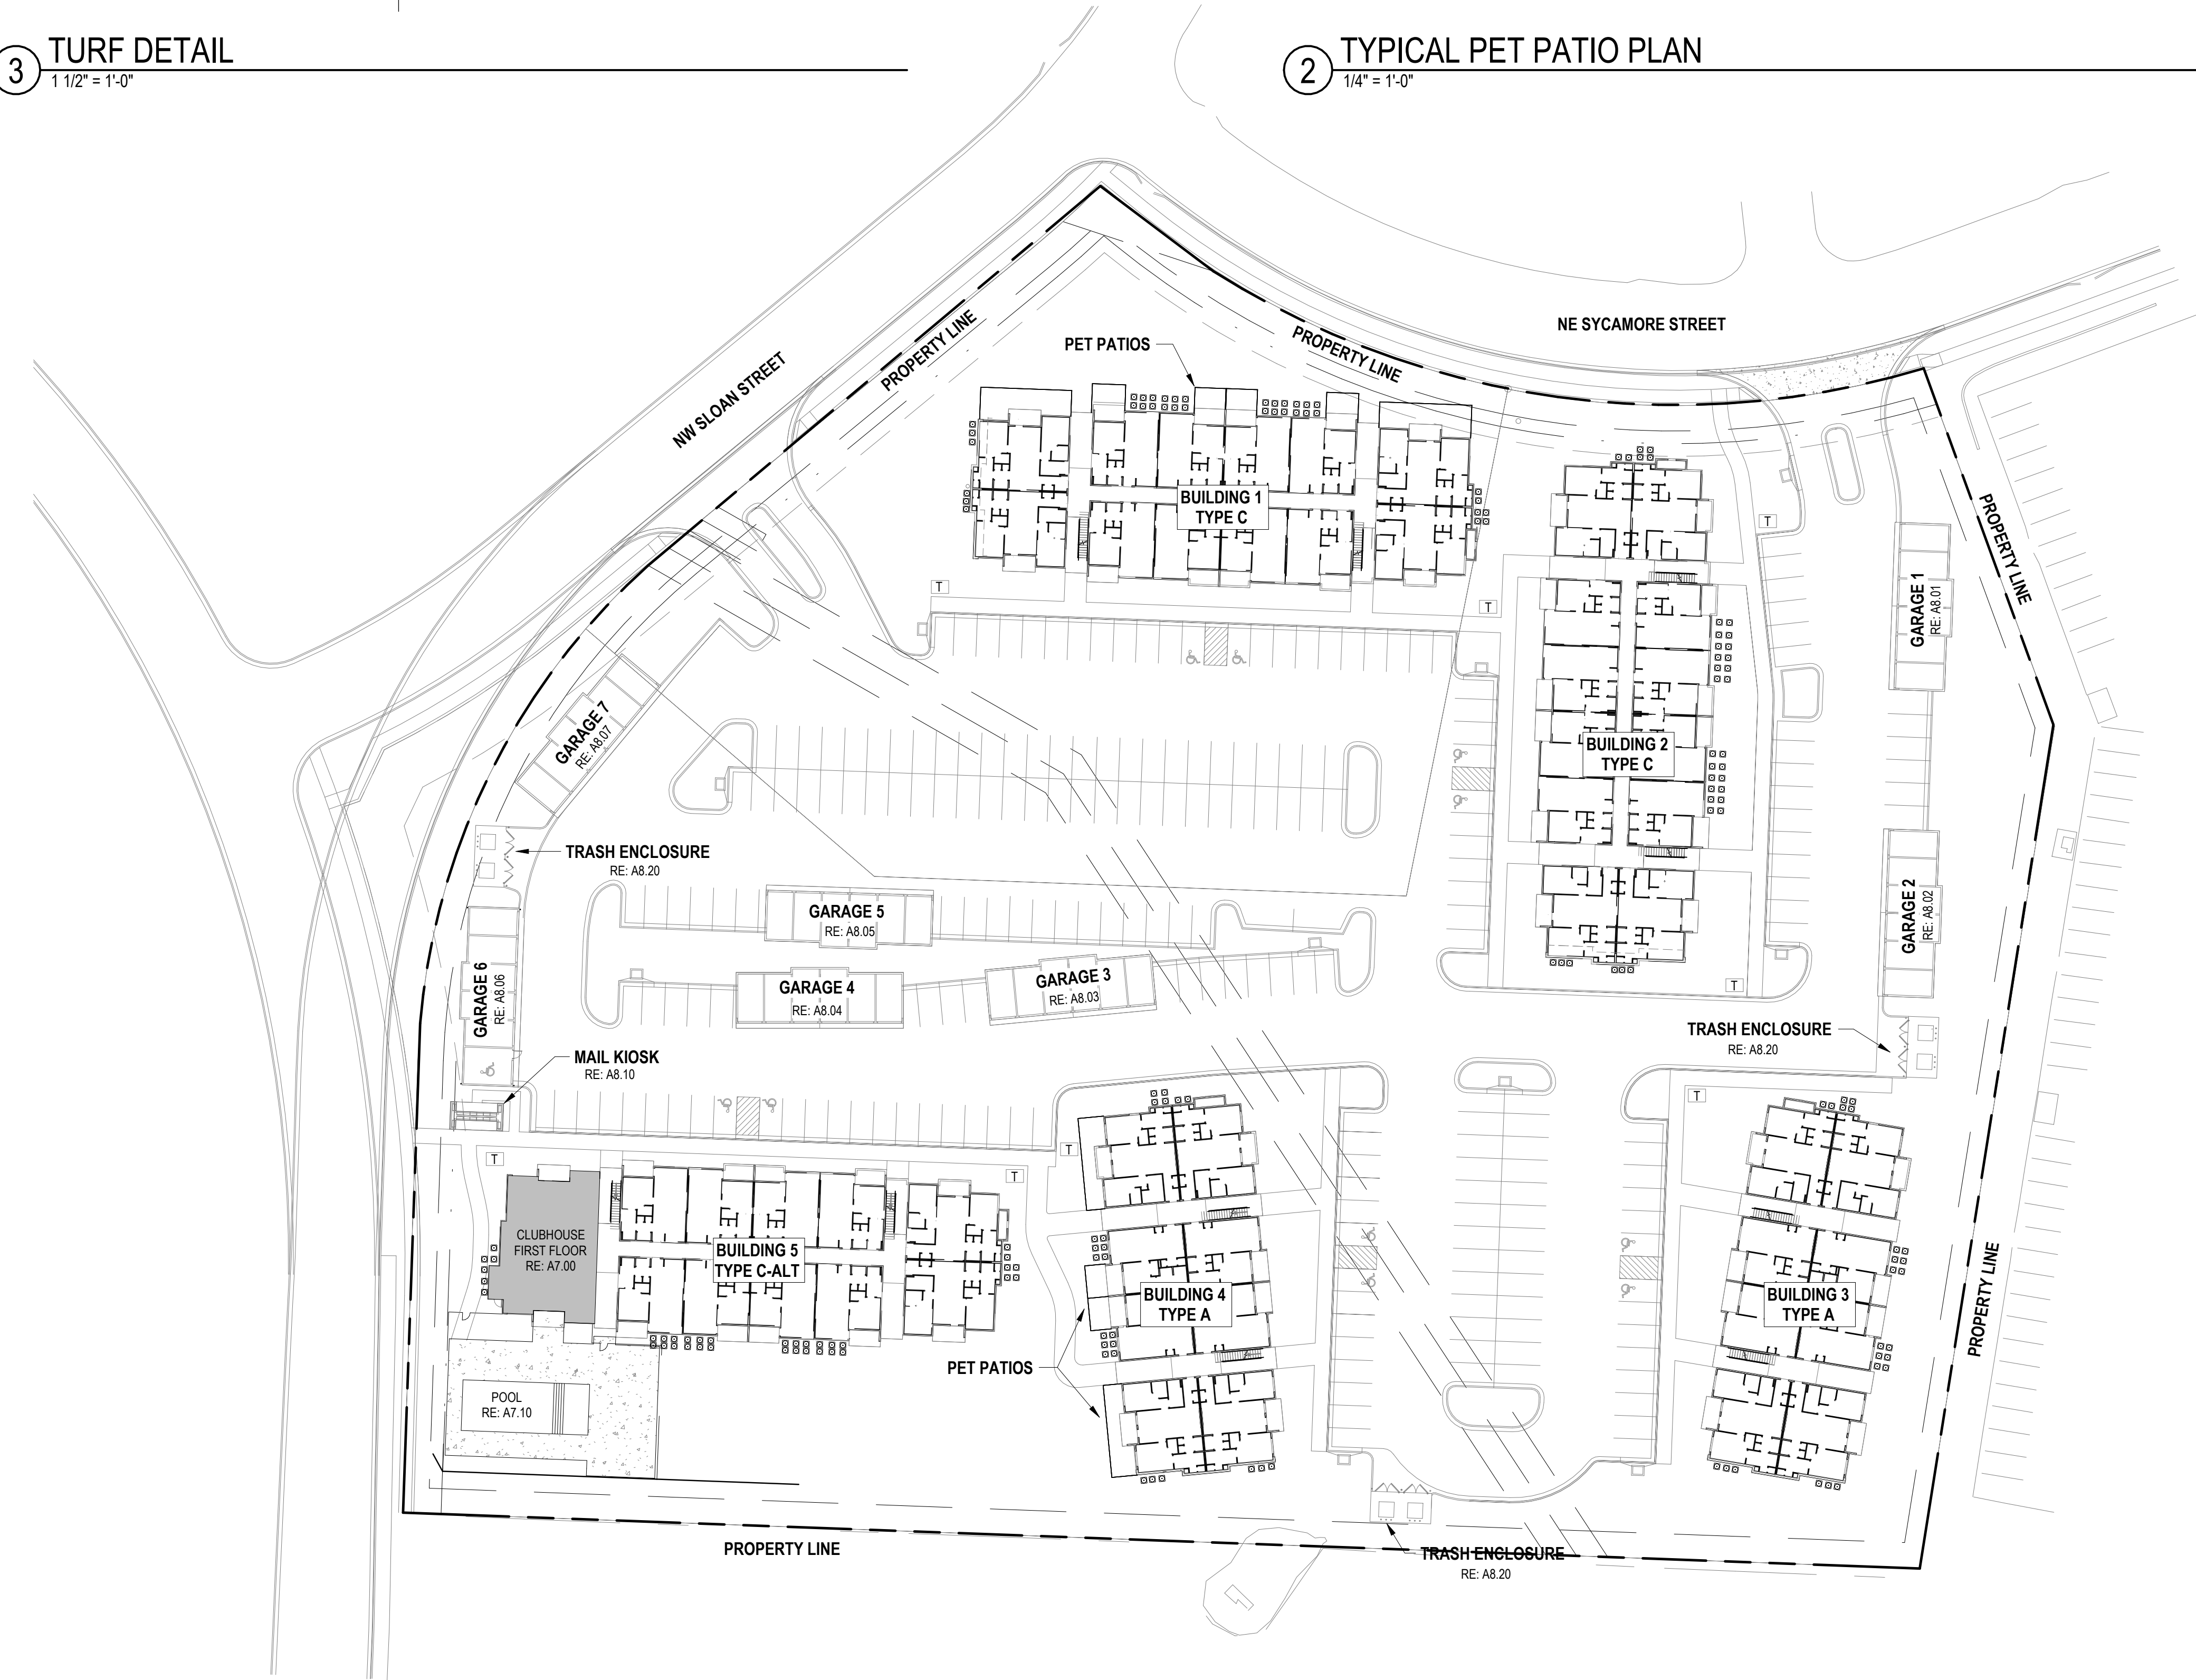 3
TURF DETAIL
1 1/2" = 1'-0"
2
TYPICAL PET PATIO PLAN
1/4" = 1'-0"
NE SYCAMORE STREET
NW SLOAN STREET
PROPERTY LINE
PROPERTY LINE
PET PATIOS
BUILDING 1
TYPE C
T
T
T
PROPERTY LINE
GARAGE 1
RE: A8.01
GARAGE 7
RE: A8.07
BUILDING 2
TYPE C
TRASH ENCLOSURE
RE: A8.20
GARAGE 5
RE: A8.05
GARAGE 2
RE: A8.02
GARAGE 6
RE: A8.06
GARAGE 4
RE: A8.04
GARAGE 3
RE: A8.03
T
TRASH ENCLOSURE
RE: A8.20
MAIL KIOSK
RE: A8.10
T
T
T
T
CLUBHOUSE
FIRST FLOOR
RE: A7.00
BUILDING 5
TYPE C-ALT
BUILDING 4
TYPE A
BUILDING 3
TYPE A
PROPERTY LINE
PET PATIOS
POOL
RE: A7.10
PROPERTY LINE
TRASH ENCLOSURE
RE: A8.20